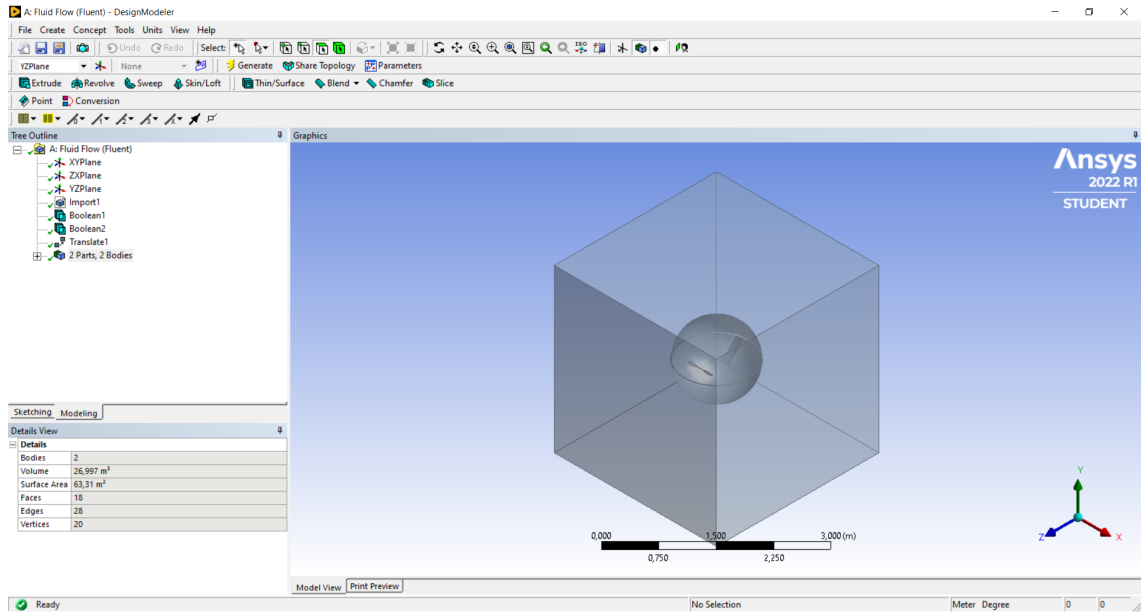 A: Fluid Flow (Fluent) - DesignModeler
File Create Concept Tools Units View Help
Undo Redo Select:
YZPlane None Generate Share Topology Parameters
Extrude Revolve Sweep Skin/Loft Thin/Surface Blend Chamfer Slice
Point Conversion
Tree Outline
A: Fluid Flow (Fluent)
XYPlane
ZXPlane
YZPlane
Import1
Boolean1
Boolean2
Translate1
2 Parts, 2 Bodies
Sketching Modeling
Details View
Details
Bodies 2
Volume 26,997 m³
Surface Area 63,31 m²
Faces 18
Edges 28
Vertices 20
Graphics
Ansys
2022 R1
STUDENT
0,000 1,500 3,000 (m)
0,750 2,250
Y
Z X
Model View Print Preview
Ready No Selection Meter Degree 0 0